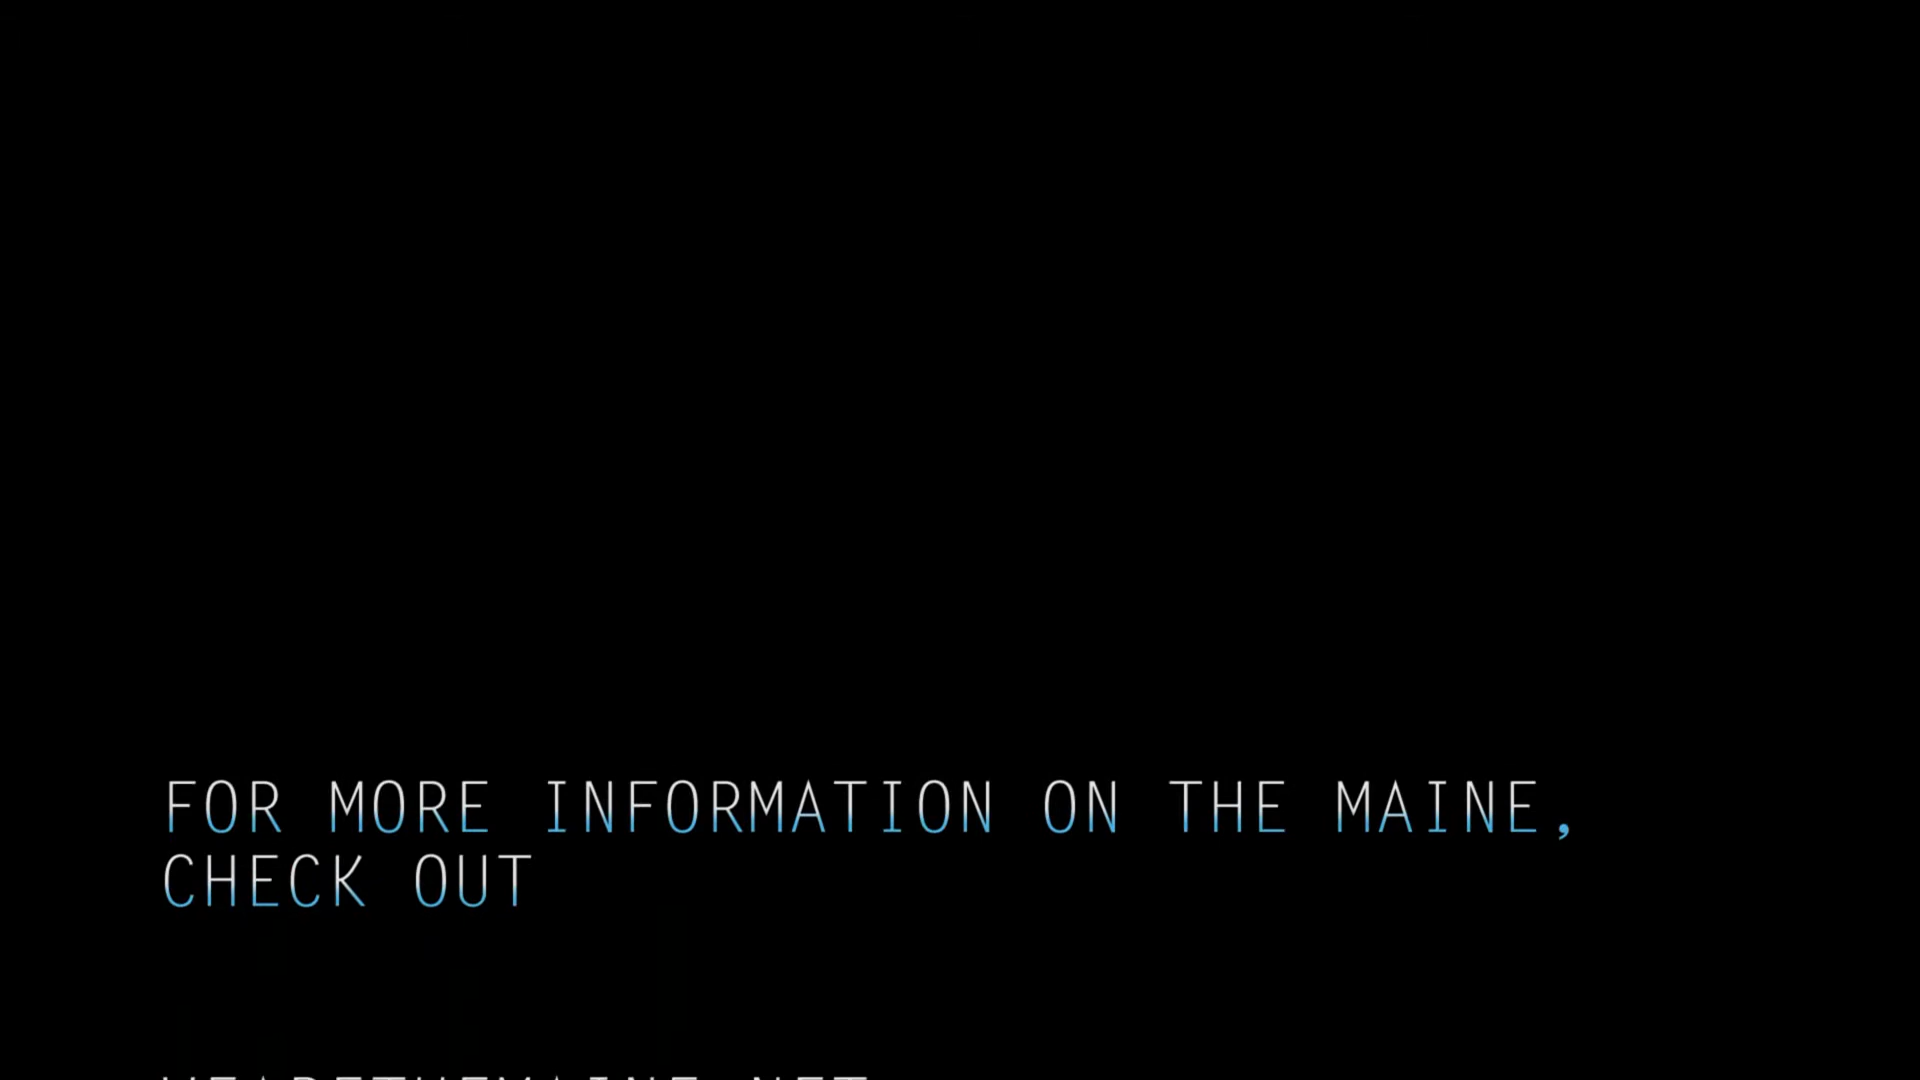 FOR MORE INFORMATION ON THE MAINE,
CHECK OUT